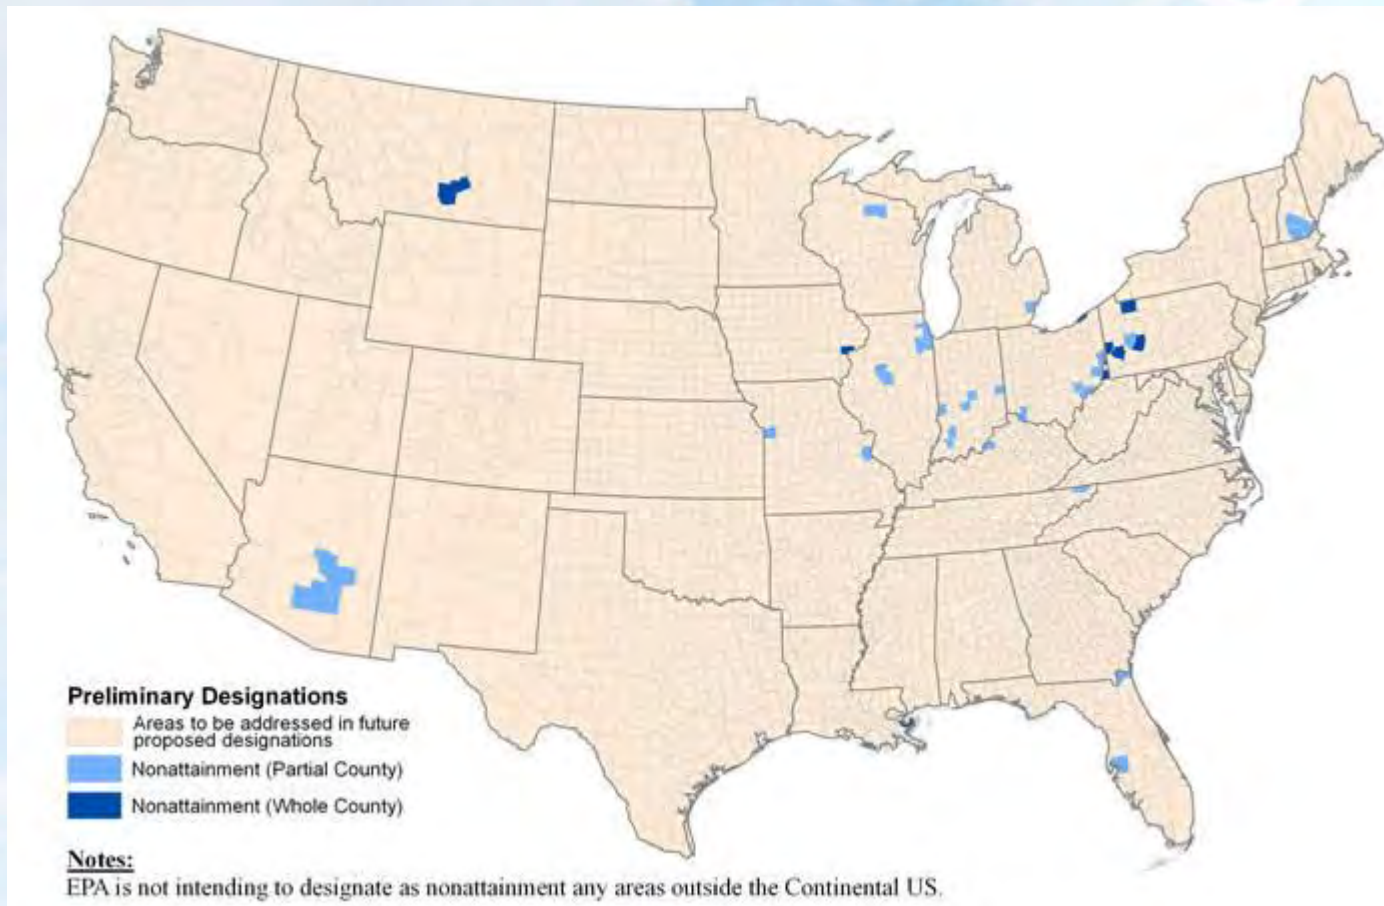 Preliminary Designations
Areas to be addressed in future
proposed designations
Nonattainment (Partial County)
Nonattainment (Whole County)
Notes:
EPA is not intending to designate as nonattainment any areas outside the Continental US.